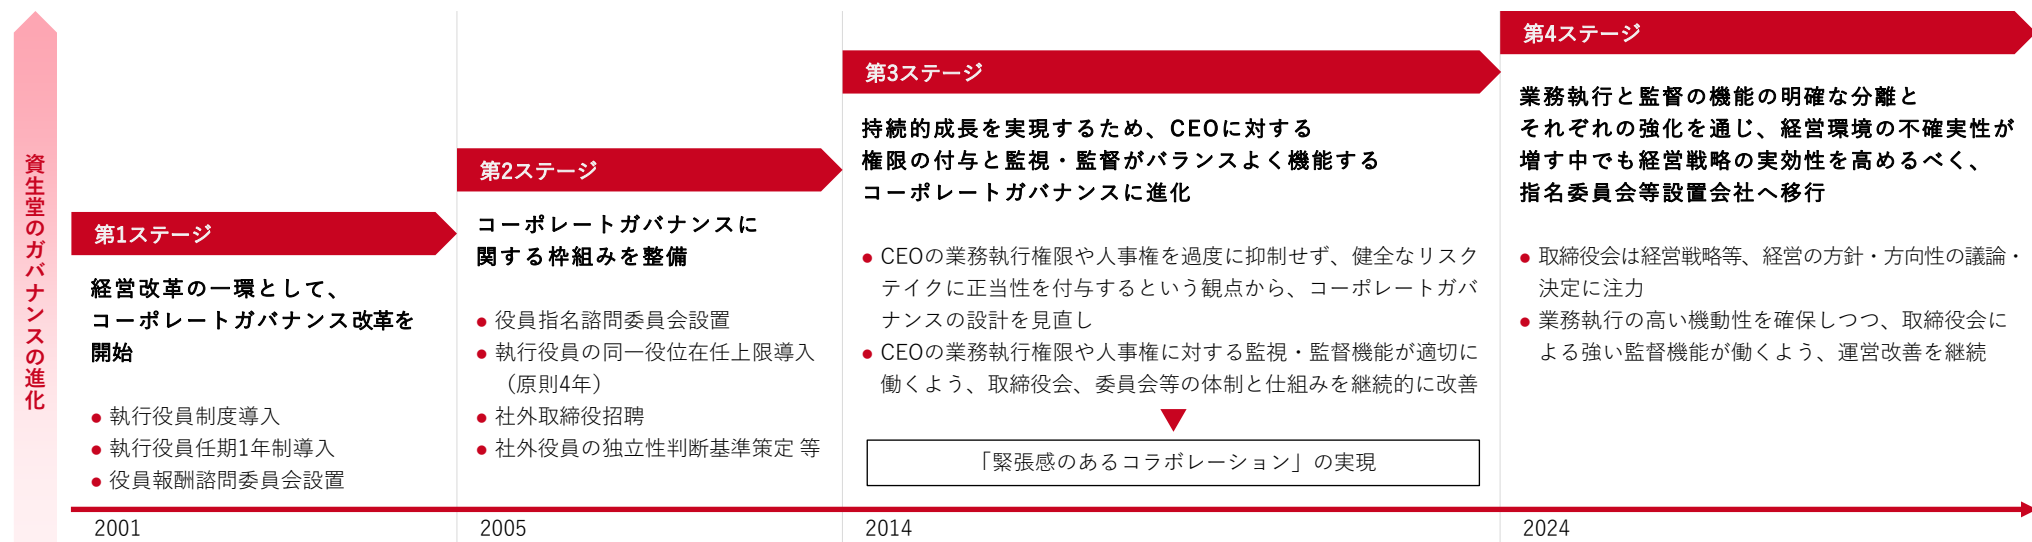 資生堂のガバナンスの進化
第1ステージ
経営改革の一環として、
コーポレートガバナンス改革を
開始
● 執行役員制度導入
● 執行役員任期1年制導入
● 役員報酬諮問委員会設置
2001
第2ステージ
コーポレートガバナンスに
関する枠組みを整備
● 役員指名諮問委員会設置
● 執行役員の同一役位在任上限導入
（原則4年）
● 社外取締役招聘
● 社外役員の独立性判断基準策定 等
2005
第3ステージ
持続的成長を実現するため、CEOに対する
権限の付与と監視・監督がバランスよく機能する
コーポレートガバナンスに進化
● CEOの業務執行権限や人事権を過度に抑制せず、健全なリスク
テイクに正当性を付与するという観点から、コーポレートガバ
ナンスの設計を見直し
● CEOの業務執行権限や人事権に対する監視・監督機能が適切に
働くよう、取締役会、委員会等の体制と仕組みを継続的に改善
「緊張感のあるコラボレーション」の実現
2014
第4ステージ
業務執行と監督の機能の明確な分離と
それぞれの強化を通じ、経営環境の不確実性が
増す中でも経営戦略の実効性を高めるべく、
指名委員会等設置会社へ移行
● 取締役会は経営戦略等、経営の方針・方向性の議論・
決定に注力
● 業務執行の高い機動性を確保しつつ、取締役会に
よる強い監督機能が働くよう、運営改善を継続
2024